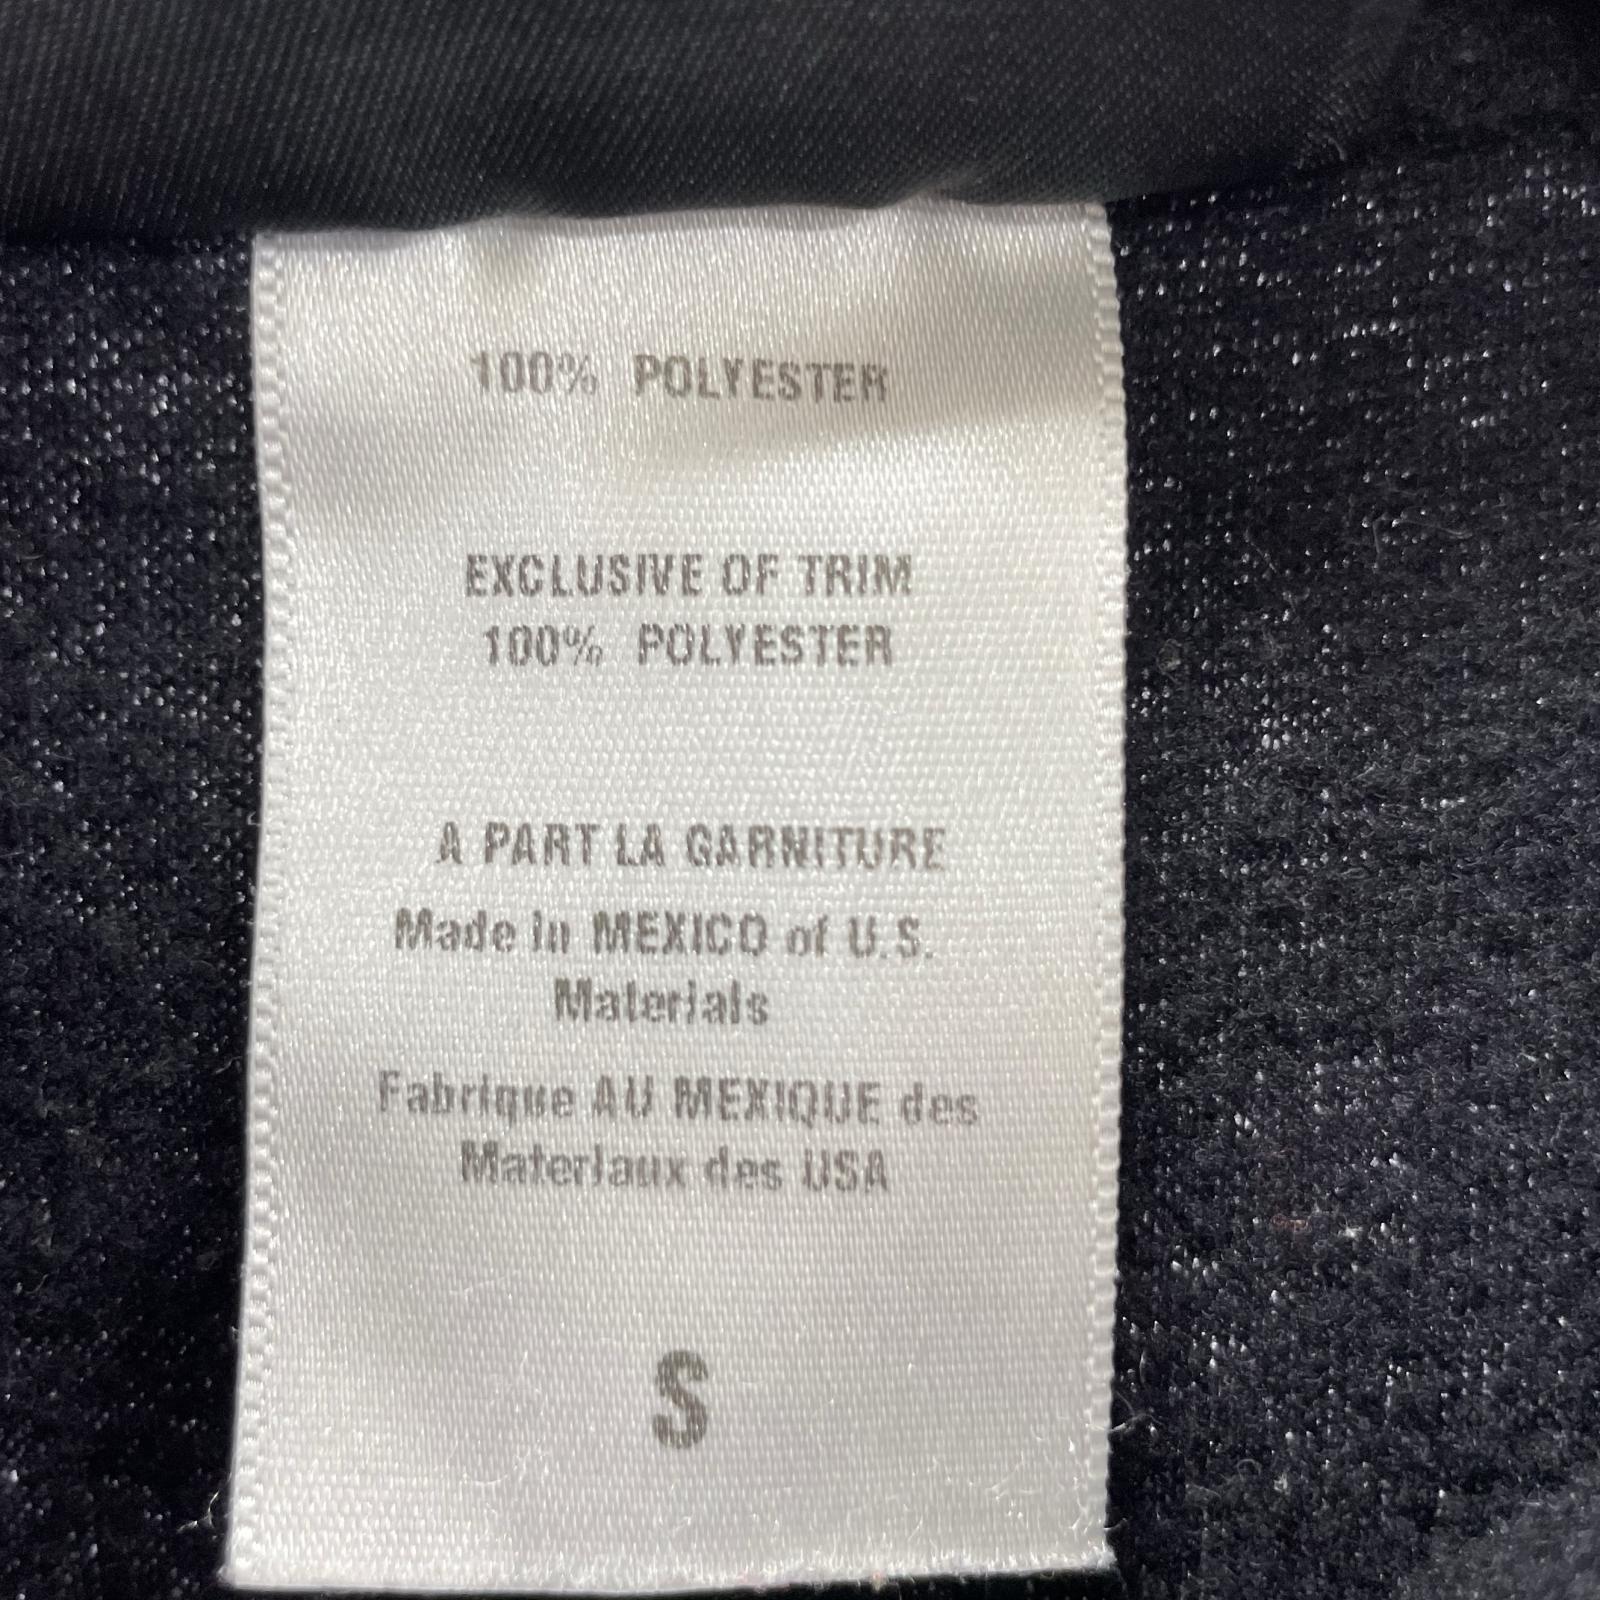 100% POLYESTER
EXCLUSIVE OF TRIM
100% POLYESTER
A PART LA GARNITURE
Made in MEXICO of U.S.
Materials
Fabrique AU MEXIQUE des
Materiaux des USA
S